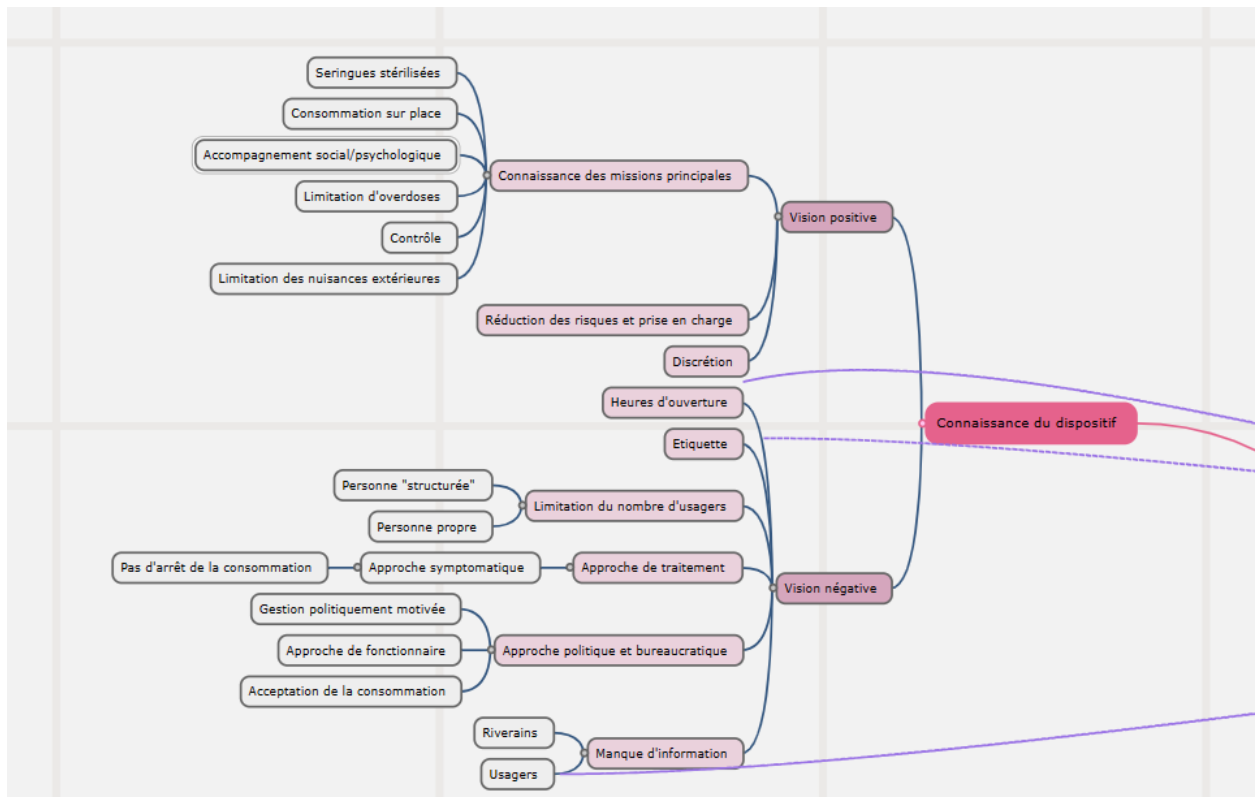 Seringues stérilisées
Consommation sur place
Accompagnement social/psychologique
Limitation d'overdoses
Contrôle
Limitation des nuisances extérieures
Connaissance des missions principales
Réduction des risques et prise en charge
Discrétion
Vision positive
Connaissance du dispositif
Heures d'ouverture
Etiquette
Personne "structurée"
Personne propre
Limitation du nombre d'usagers
Pas d'arrêt de la consommation
Approche symptomatique
Approche de traitement
Vision négative
Gestion politiquement motivée
Approche de fonctionnaire
Acceptation de la consommation
Approche politique et bureaucratique
Riverains
Usagers
Manque d'information